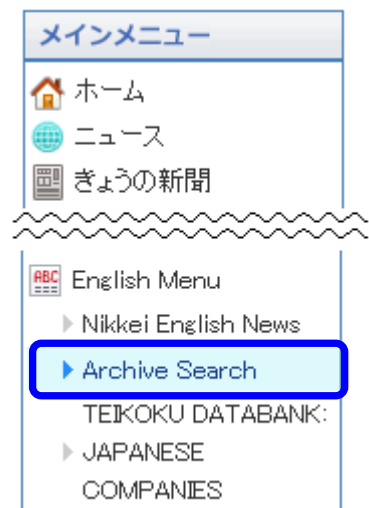 メインメニュー
ホーム
ニュース
きょうの新聞
ABC
English Menu
Nikkei English News
Archive Search
TEIKOKU DATABANK:
JAPANESE
COMPANIES